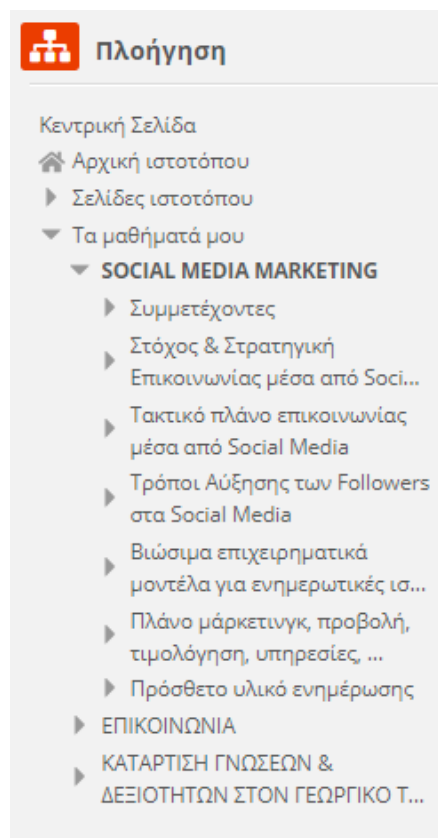 Πλοήγηση
Κεντρική Σελίδα
Αρχική ιστοτόπου
Σελίδες ιστοτόπου
Τα μαθήματά μου
SOCIAL MEDIA MARKETING
Συμμετέχοντες
Στόχος & Στρατηγική
Επικοινωνίας μέσα από Soci...
Τακτικό πλάνο επικοινωνίας
μέσα από Social Media
Τρόποι Αύξησης των Followers
στα Social Media
Βιώσιμα επιχειρηματικά
μοντέλα για ενημερωτικές ισ...
Πλάνο μάρκετινγκ, προβολή,
τιμολόγηση, υπηρεσίες, ...
Πρόσθετο υλικό ενημέρωσης
ΕΠΙΚΟΙΝΩΝΙΑ
ΚΑΤΑΡΤΙΣΗ ΓΝΩΣΕΩΝ &
ΔΕΞΙΟΤΗΤΩΝ ΣΤΟΝ ΓΕΩΡΓΙΚΟ Τ...